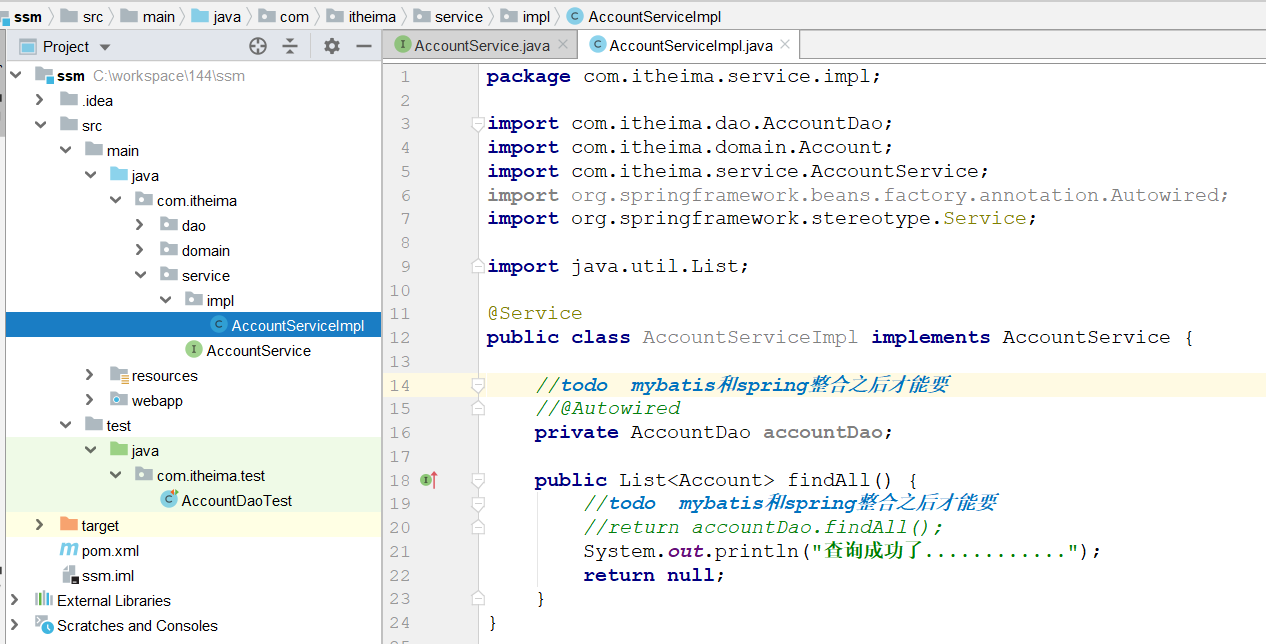 ssm src main java com itheima service impl AccountServiceImpl
Project
AccountService.java
AccountServiceImpl.java
ssm C:\workspace\144\ssm
.idea
src
main
java
com.itheima
dao
domain
service
impl
AccountServiceImpl
AccountService
resources
webapp
test
java
com.itheima.test
AccountDaoTest
target
pom.xml
ssm.iml
External Libraries
Scratches and Consoles
1 package com.itheima.service.impl;
2
3 import com.itheima.dao.AccountDao;
4 import com.itheima.domain.Account;
5 import com.itheima.service.AccountService;
6 import org.springframework.beans.factory.annotation.Autowired;
7 import org.springframework.stereotype.Service;
8
9 import java.util.List;
10
11 @Service
12 public class AccountServiceImpl implements AccountService {
13
14 //todo mybatis和spring整合之后才能要
15 //@Autowired
16 private AccountDao accountDao;
17
18 public List<Account> findAll() {
19 //todo mybatis和spring整合之后才能要
20 //return accountDao.findAll();
21 System.out.println("查询成功了............");
22 return null;
23 }
24 }